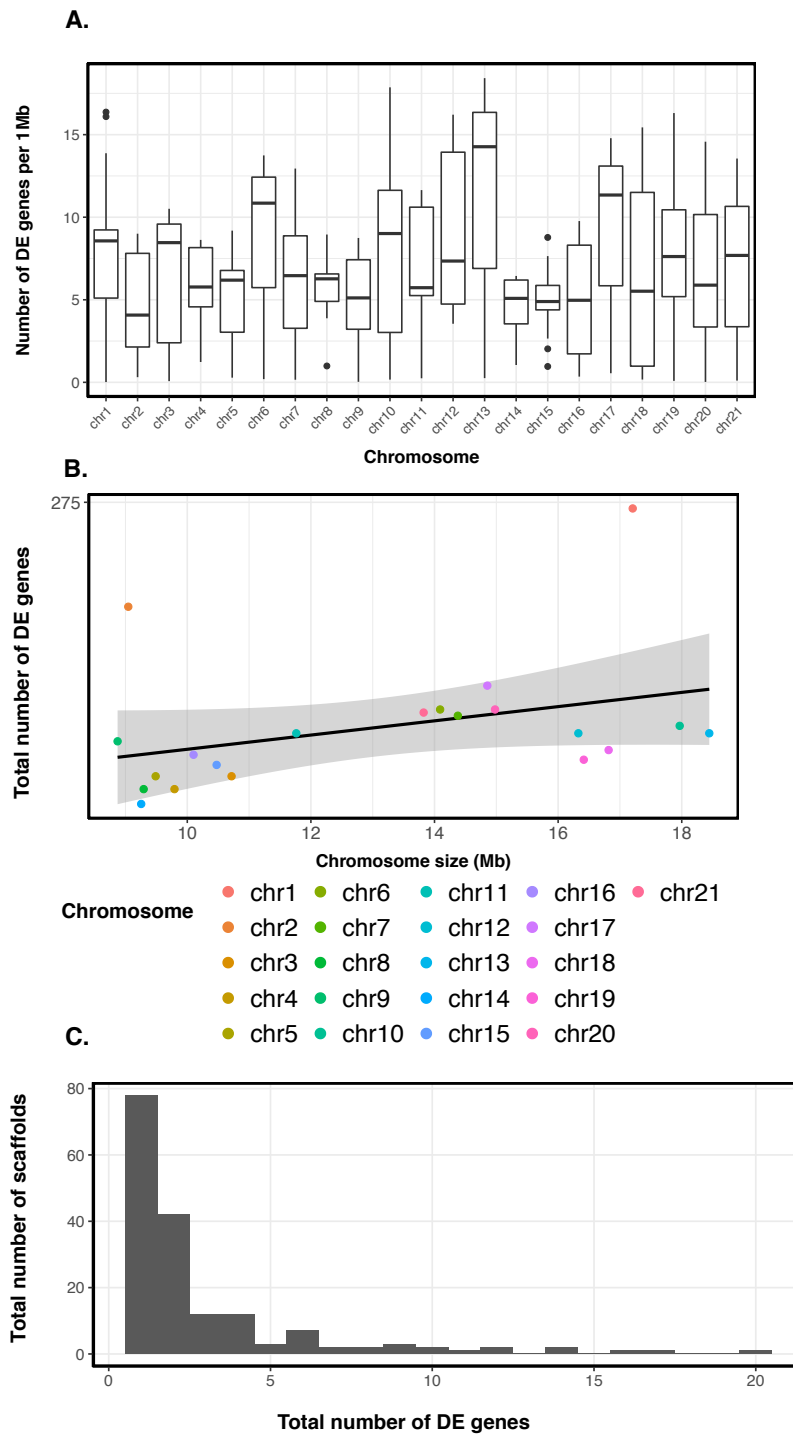 A.
Number of DE genes per 1Mb
15
10
5
0
chr1 chr2 chr3 chr4 chr5 chr6 chr7 chr8 chr9 chr10 chr11 chr12 chr13 chr14 chr15 chr16 chr17 chr18 chr19 chr20 chr21
Chromosome
B.
Total number of DE genes
275
10 12 14 16 18
Chromosome size (Mb)
Chromosome
chr1 chr6 chr11 chr16 chr21
chr2 chr7 chr12 chr17
chr3 chr8 chr13 chr18
chr4 chr9 chr14 chr19
chr5 chr10 chr15 chr20
C.
Total number of scaffolds
80
60
40
20
0
0 5 10 15 20
Total number of DE genes